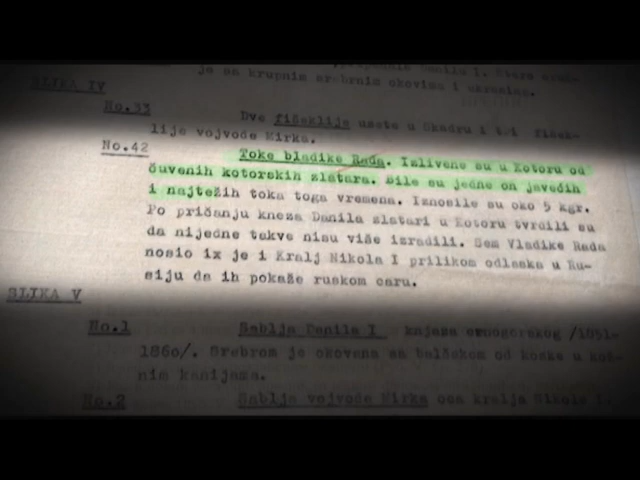 je sa krupnim srebrnim okovima i ukrasima.
SLIKA IV
No.33 Dve fišeklije uzete u Skadru i tri fišek-
lije vojvode Mirka.
No.42 Toke bladike Rada. Izlivene su u Kotoru od
čuvenih kotorskih zlatara. Bile su jedne on javećih
i najtežih toka toga vremena. Iznosile su oko 5 kgr.
Po pričanju kneza Danila zlatari u Kotoru tvrdili su
da nijedne takve nisu više izradili. Sem Vladike Rada
nosio ix je i Kralj Nikola I prilikom odlaska u Ru-
siju da ih pokaže ruskom caru.
SLIKA V
No.1 Sablja Danila I knjaza crnogorskog /1851-
1860/. Srebrom je okovana sa balčakom od koske u kož-
nim kanijama.
No.2 Sablja vojvode Mirka oca kralja Nikole I.